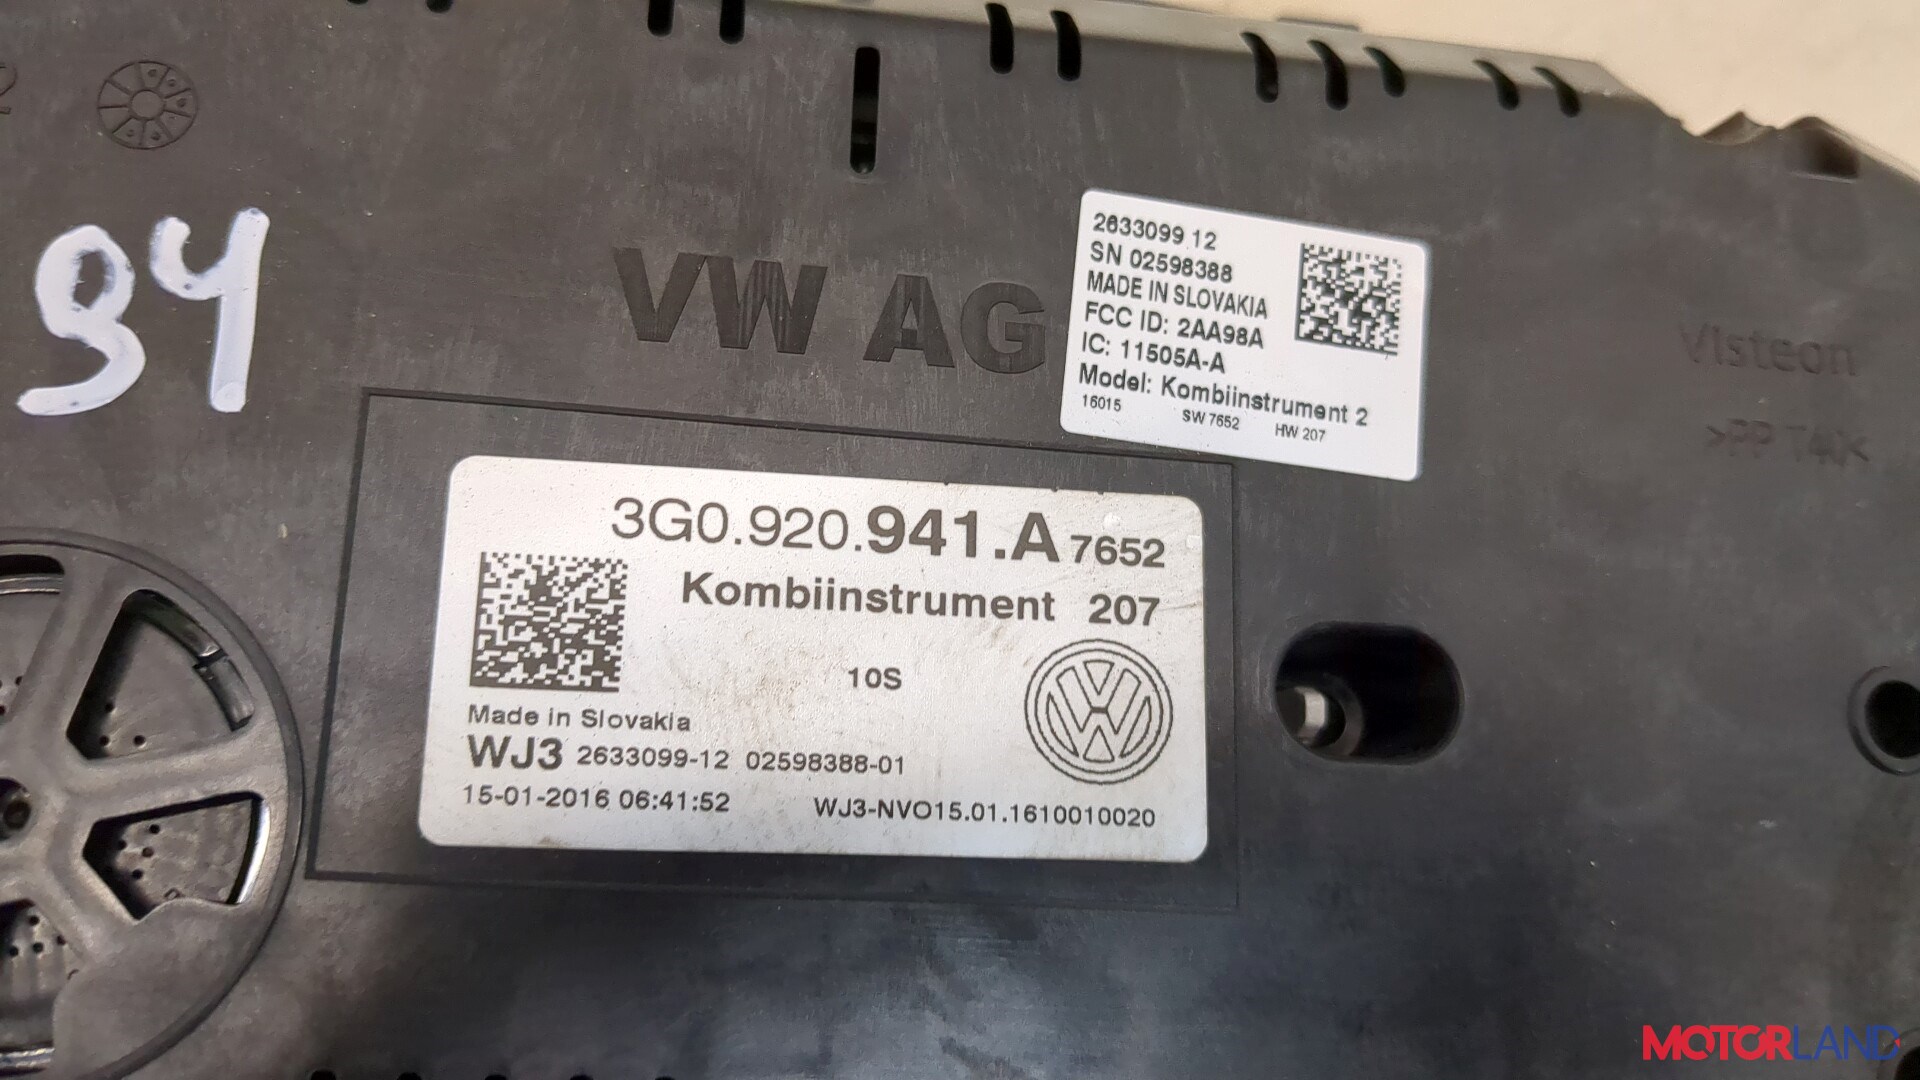 94
VW AG
2633099 12
SN 02598388
MADE IN SLOVAKIA
FCC ID: 2AA98A
IC: 11505A-A
Model: Kombiinstrument 2
16015 SW 7652 HW 207
Visteon
3G0.920.941.A 7652
Kombiinstrument 207
10S
Made in Slovakia
WJ3 2633099-12 02598388-01
15-01-2016 06:41:52 WJ3-NVO15.01.1610010020
MOTORLAND